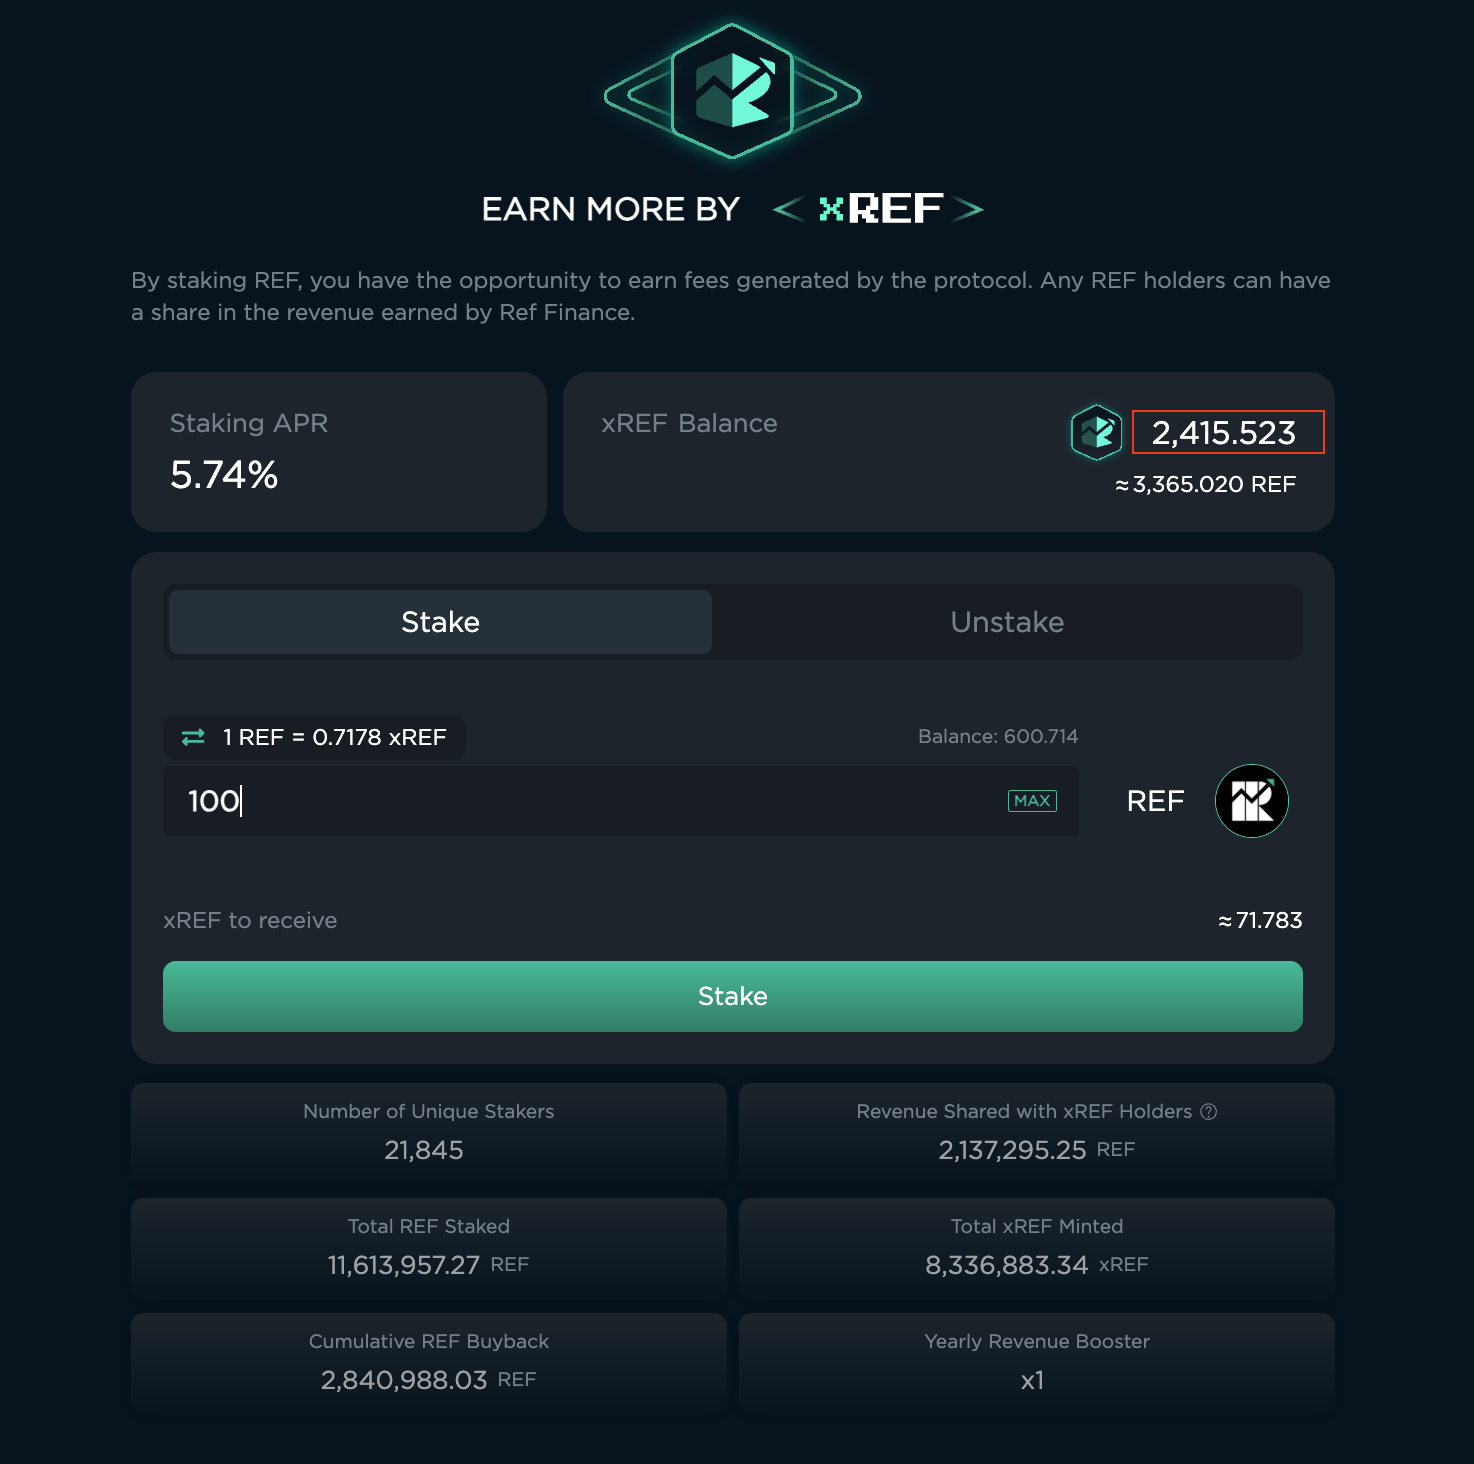 EARN MORE BY < xREF >
By staking REF, you have the opportunity to earn fees generated by the protocol. Any REF holders can have
a share in the revenue earned by Ref Finance.
Staking APR
5.74%
xREF Balance
2,415.523
≈3,365.020 REF
Stake
Unstake
1 REF = 0.7178 xREF
Balance: 600.714
100
MAX
REF
xREF to receive
≈71.783
Stake
Number of Unique Stakers
21,845
Revenue Shared with xREF Holders ?
2,137,295.25 REF
Total REF Staked
11,613,957.27 REF
Total xREF Minted
8,336,883.34 xREF
Cumulative REF Buyback
2,840,988.03 REF
Yearly Revenue Booster
x1